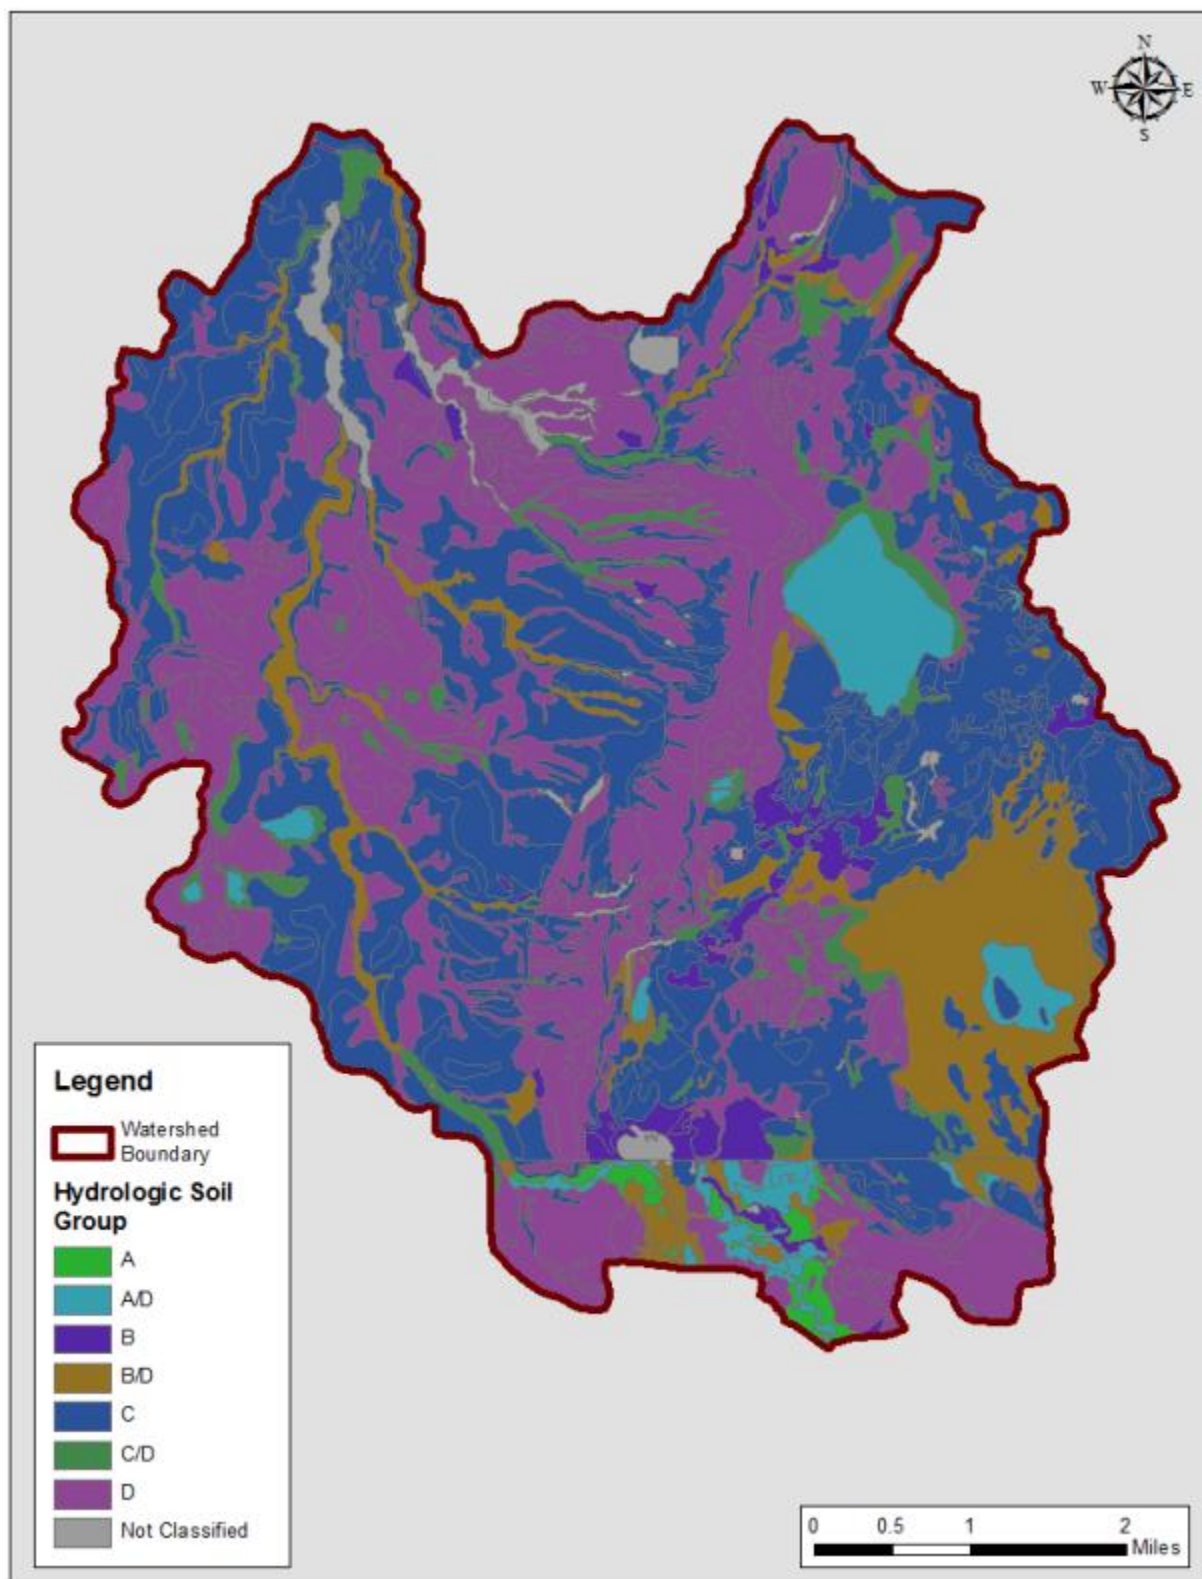 N
W E
S
Legend
Watershed
Boundary
Hydrologic Soil
Group
A
A/D
B
B/D
C
C/D
D
Not Classified
0 0.5 1 2
Miles